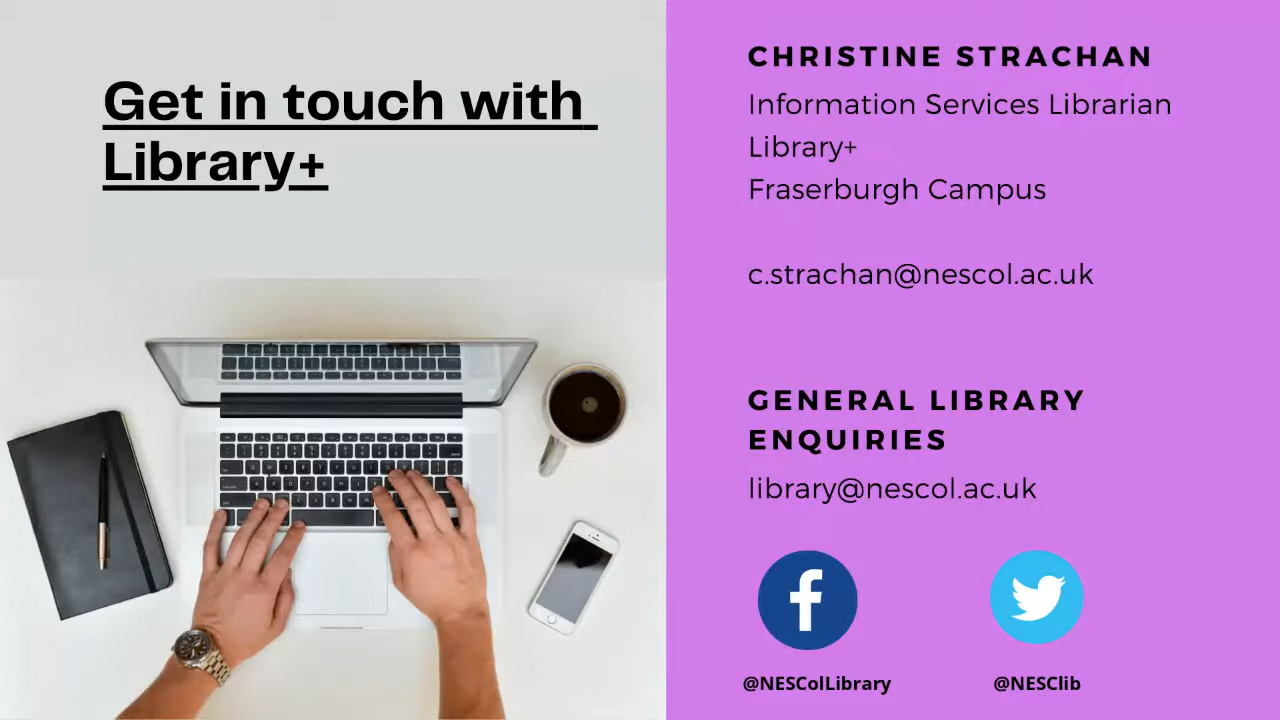 Get in touch with
Library+
CHRISTINE STRACHAN
Information Services Librarian
Library+
Fraserburgh Campus
c.strachan@nescol.ac.uk
GENERAL LIBRARY
ENQUIRIES
library@nescol.ac.uk
@NESColLibrary
@NESClib